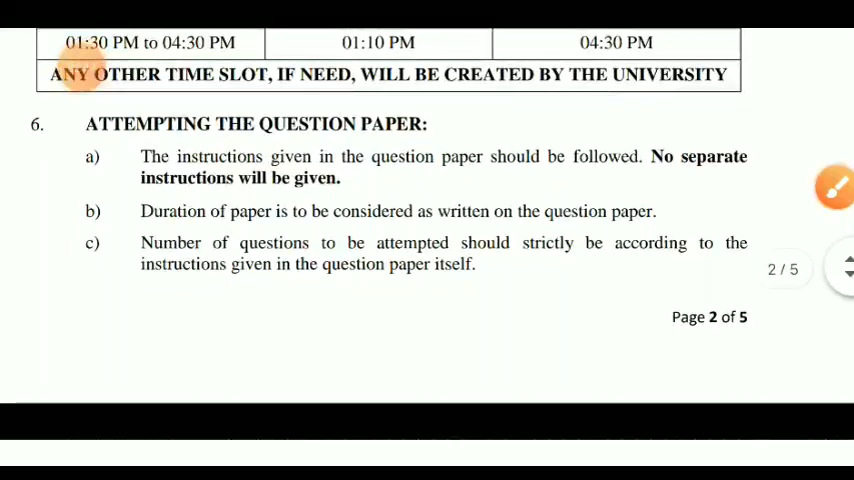 01:30 PM to 04:30 PM 01:10 PM 04:30 PM
ANY OTHER TIME SLOT, IF NEED, WILL BE CREATED BY THE UNIVERSITY
6. ATTEMPTING THE QUESTION PAPER:
a) The instructions given in the question paper should be followed. No separate
instructions will be given.
b) Duration of paper is to be considered as written on the question paper.
c) Number of questions to be attempted should strictly be according to the
instructions given in the question paper itself.
2 / 5
Page 2 of 5